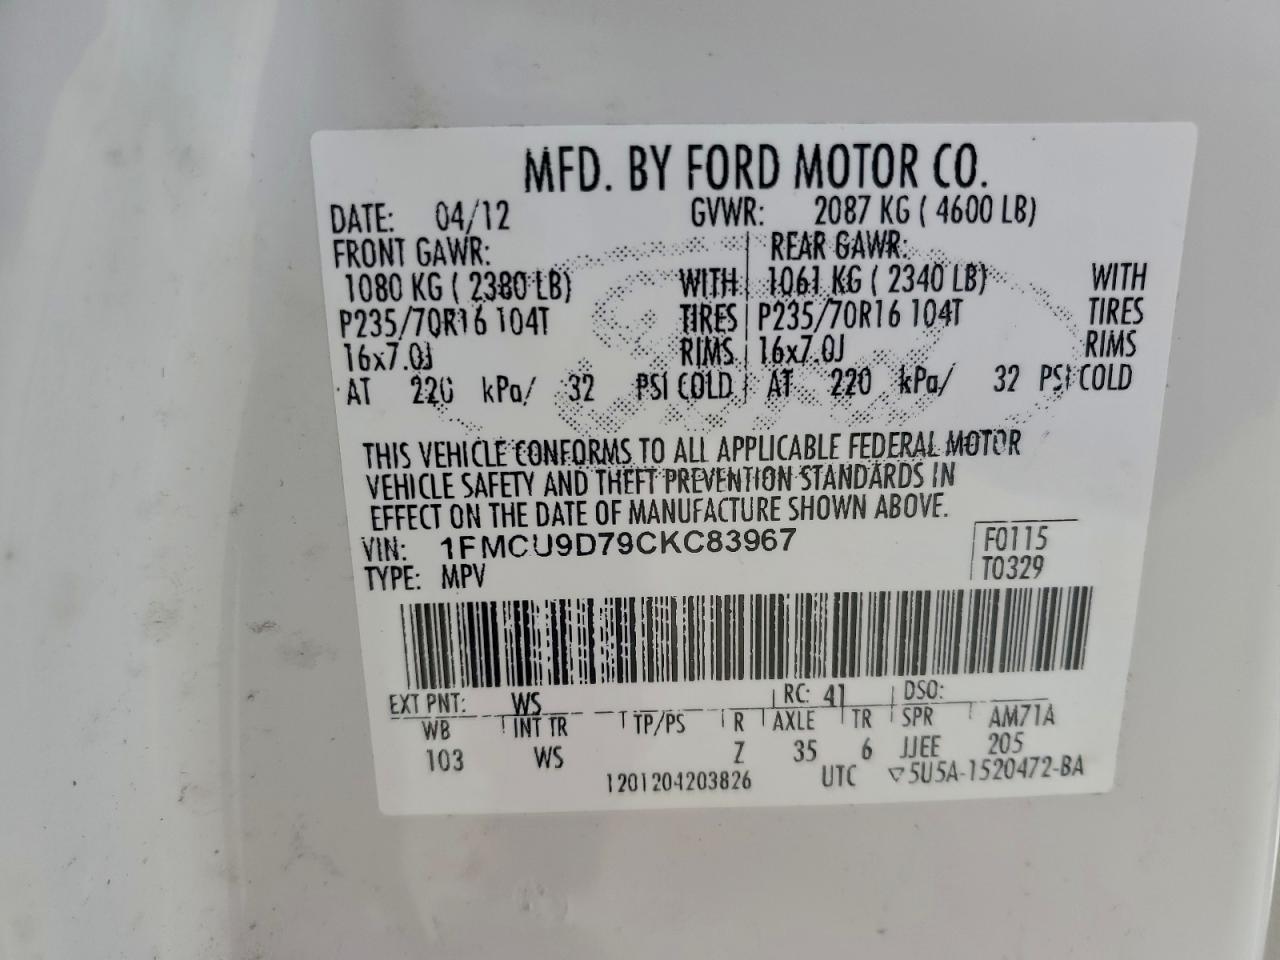 MFD. BY FORD MOTOR CO.
DATE: 04/12 GVWR: 2087 KG ( 4600 LB)
FRONT GAWR: REAR GAWR:
1080 KG ( 2380 LB) WITH 1061 KG ( 2340 LB) WITH
P235/70R16 104T TIRES P235/70R16 104T TIRES
16x7.0J RIMS 16x7.0J RIMS
AT 220 kPa/ 32 PSI COLD AT 220 kPa/ 32 PSI COLD
THIS VEHICLE CONFORMS TO ALL APPLICABLE FEDERAL MOTOR
VEHICLE SAFETY AND THEFT PREVENTION STANDARDS IN
EFFECT ON THE DATE OF MANUFACTURE SHOWN ABOVE.
VIN: 1FMCU9D79CKC83967 F0115
TYPE: MPV T0329
EXT PNT: WS RC: 41 DSO:
WB INT TR TP/PS R AXLE TR SPR AM71A
103 WS Z 35 6 JJEE 205
1201204203826 UTC ▽5U5A-1520472-BA